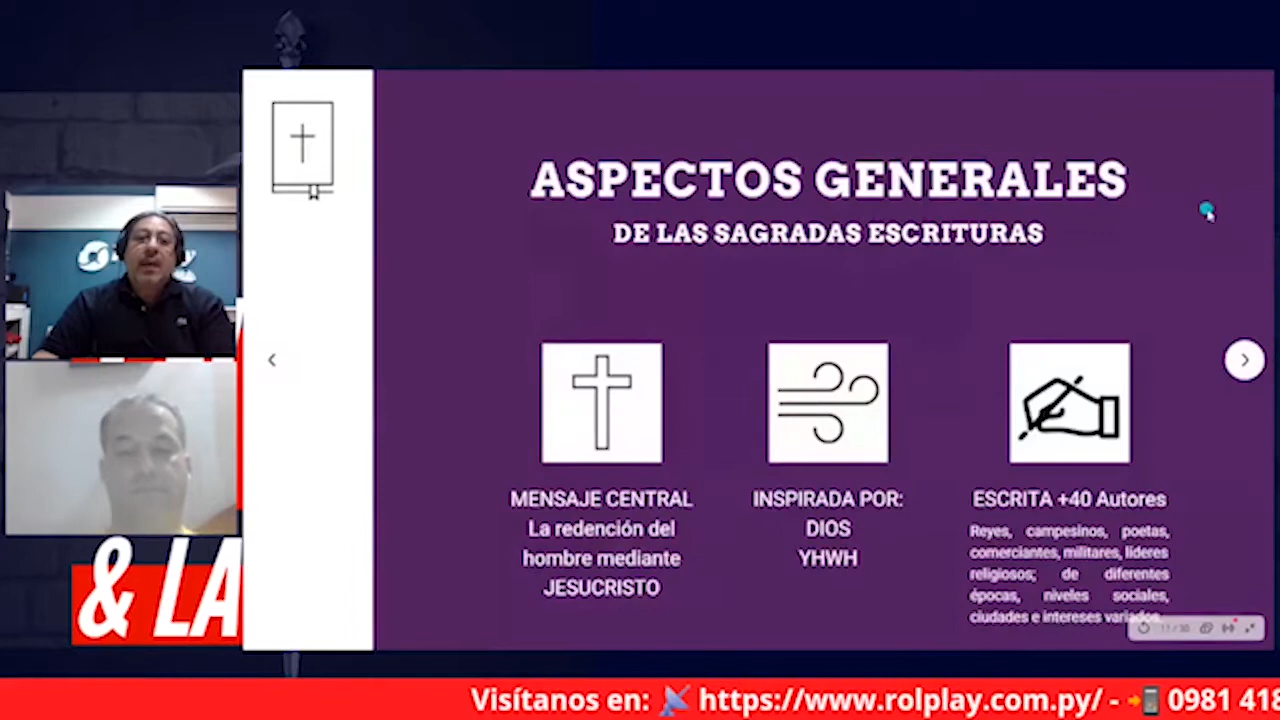 ASPECTOS GENERALES
DE LAS SAGRADAS ESCRITURAS
MENSAJE CENTRAL
La redención del
hombre mediante
JESUCRISTO
INSPIRADA POR:
DIOS
YHWH
ESCRITA +40 Autores
Reyes, campesinos, poetas,
comerciantes, militares, líderes
religiosos; de diferentes
épocas, niveles sociales,
ciudades e intereses variados.
& LA
Visítanos en: https://www.rolplay.com.py/ - 0981 418